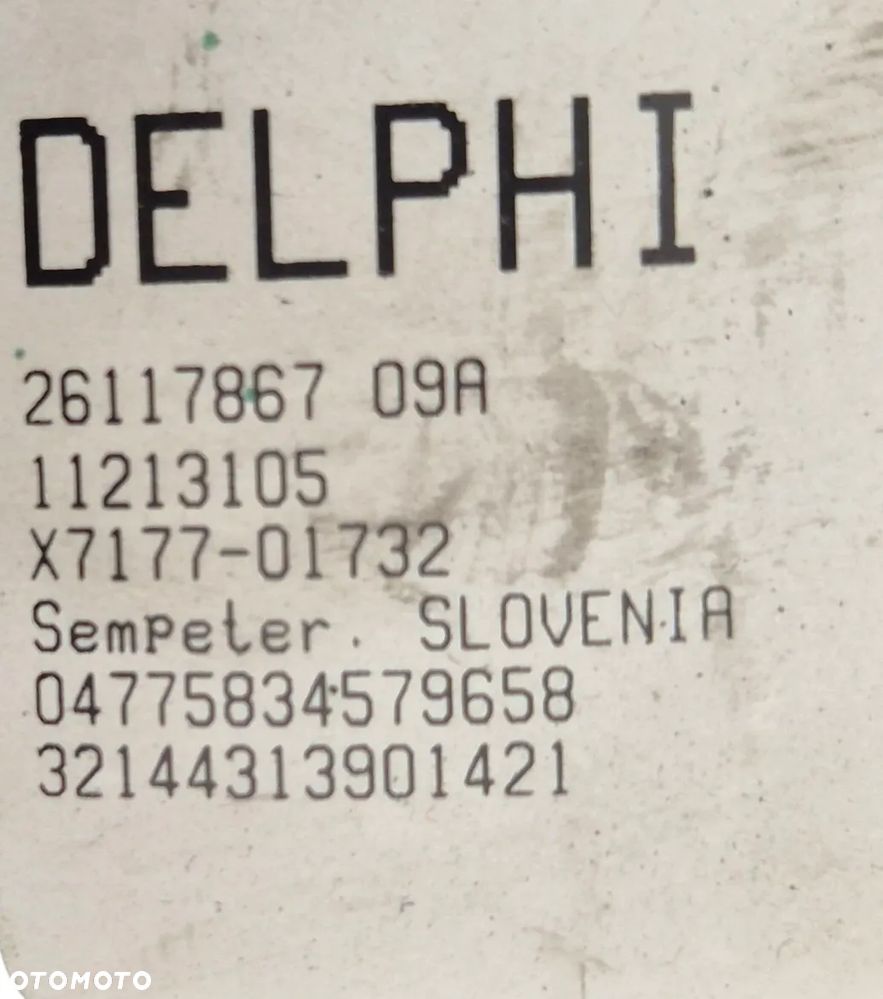 DELPHI
26117867 09A
11213105
X7177-01732
Sempeter. SLOVENIA
04775834579658
32144313901421
OTOMOTO